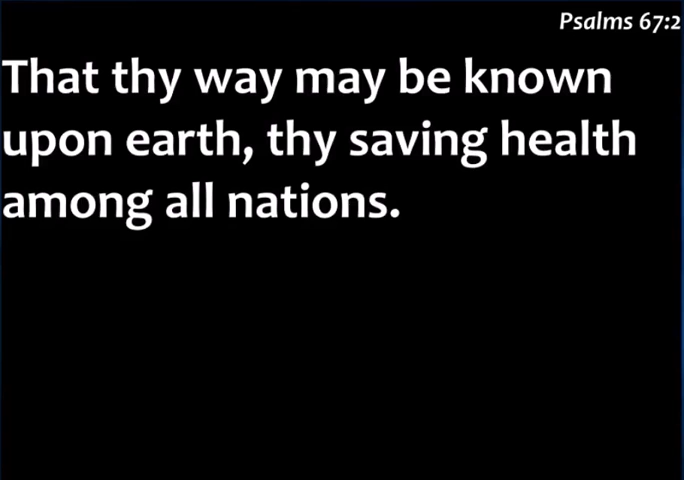 Psalms 67:2
That thy way may be known
upon earth, thy saving health
among all nations.